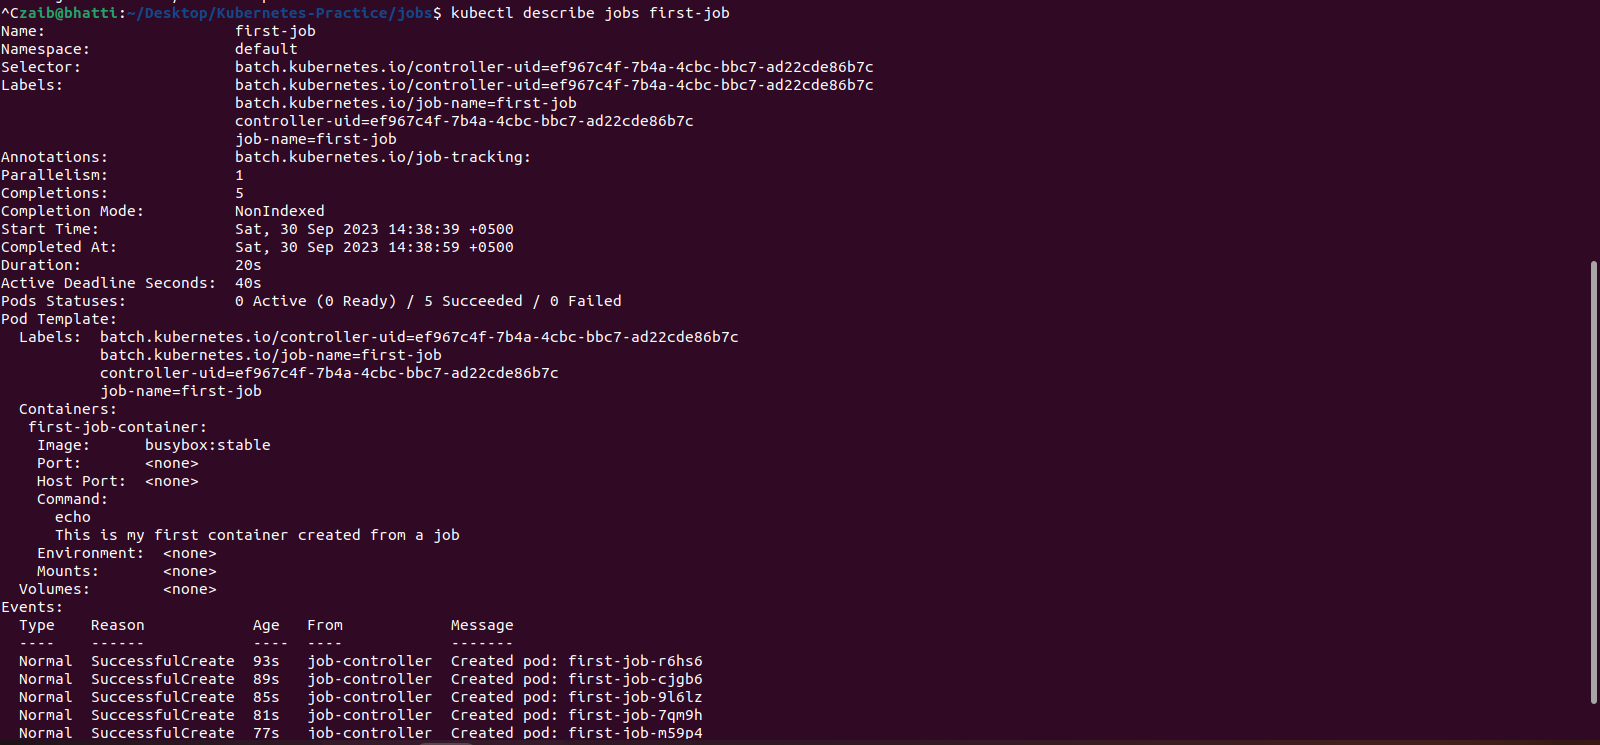 ^Czaib@bhatti:~/Desktop/Kubernetes-Practice/jobs$ kubectl describe jobs first-job
Name:                     first-job
Namespace:                default
Selector:                 batch.kubernetes.io/controller-uid=ef967c4f-7b4a-4cbc-bbc7-ad22cde86b7c
Labels:                   batch.kubernetes.io/controller-uid=ef967c4f-7b4a-4cbc-bbc7-ad22cde86b7c
                          batch.kubernetes.io/job-name=first-job
                          controller-uid=ef967c4f-7b4a-4cbc-bbc7-ad22cde86b7c
                          job-name=first-job
Annotations:              batch.kubernetes.io/job-tracking:
Parallelism:              1
Completions:              5
Completion Mode:          NonIndexed
Start Time:               Sat, 30 Sep 2023 14:38:39 +0500
Completed At:             Sat, 30 Sep 2023 14:38:59 +0500
Duration:                 20s
Active Deadline Seconds:  40s
Pods Statuses:            0 Active (0 Ready) / 5 Succeeded / 0 Failed
Pod Template:
  Labels:  batch.kubernetes.io/controller-uid=ef967c4f-7b4a-4cbc-bbc7-ad22cde86b7c
           batch.kubernetes.io/job-name=first-job
           controller-uid=ef967c4f-7b4a-4cbc-bbc7-ad22cde86b7c
           job-name=first-job
  Containers:
   first-job-container:
    Image:      busybox:stable
    Port:       <none>
    Host Port:  <none>
    Command:
      echo
      This is my first container created from a job
    Environment:  <none>
    Mounts:       <none>
  Volumes:        <none>
Events:
  Type    Reason            Age   From            Message
  ----    ------            ----  ----            -------
  Normal  SuccessfulCreate  93s   job-controller  Created pod: first-job-r6hs6
  Normal  SuccessfulCreate  89s   job-controller  Created pod: first-job-cjgb6
  Normal  SuccessfulCreate  85s   job-controller  Created pod: first-job-9l6lz
  Normal  SuccessfulCreate  81s   job-controller  Created pod: first-job-7qm9h
  Normal  SuccessfulCreate  77s   job-controller  Created pod: first-job-m59p4